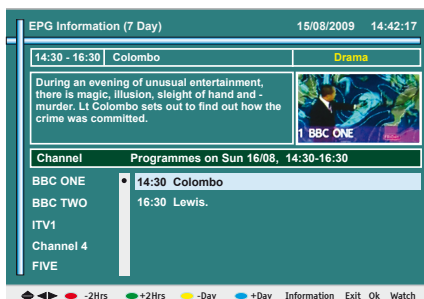 EPG Information (7 Day) 15/08/2009 14:42:17
14:30 - 16:30 Colombo Drama
During an evening of unusual entertainment,
there is magic, illusion, sleight of hand and -
murder. Lt Colombo sets out to find out how the
crime was committed.
1 BBC ONE
Channel Programmes on Sun 16/08, 14:30-16:30
BBC ONE 14:30 Colombo
BBC TWO 16:30 Lewis.
ITV1
Channel 4
FIVE
-2Hrs +2Hrs -Day +Day Information Exit Ok Watch